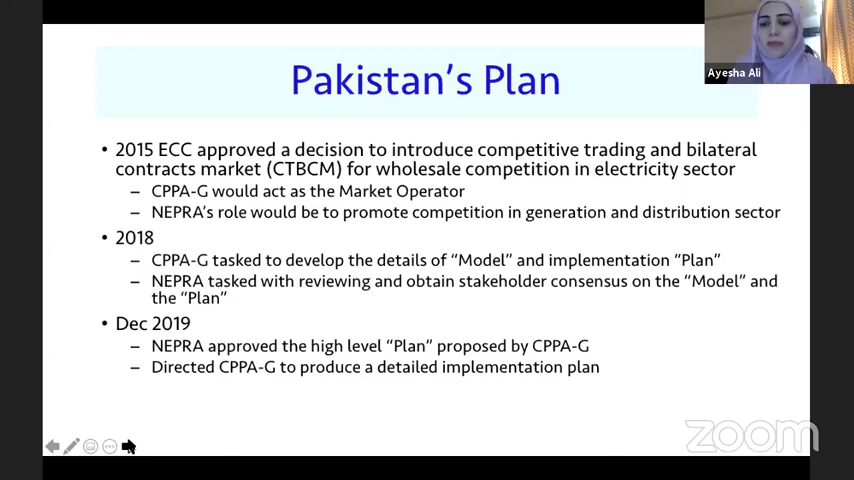 Pakistan's Plan
Ayesha Ali
• 2015 ECC approved a decision to introduce competitive trading and bilateral
contracts market (CTBCM) for wholesale competition in electricity sector
– CPPA-G would act as the Market Operator
– NEPRA's role would be to promote competition in generation and distribution sector
• 2018
– CPPA-G tasked to develop the details of "Model" and implementation "Plan"
– NEPRA tasked with reviewing and obtain stakeholder consensus on the "Model" and
the "Plan"
• Dec 2019
– NEPRA approved the high level "Plan" proposed by CPPA-G
– Directed CPPA-G to produce a detailed implementation plan
zoom